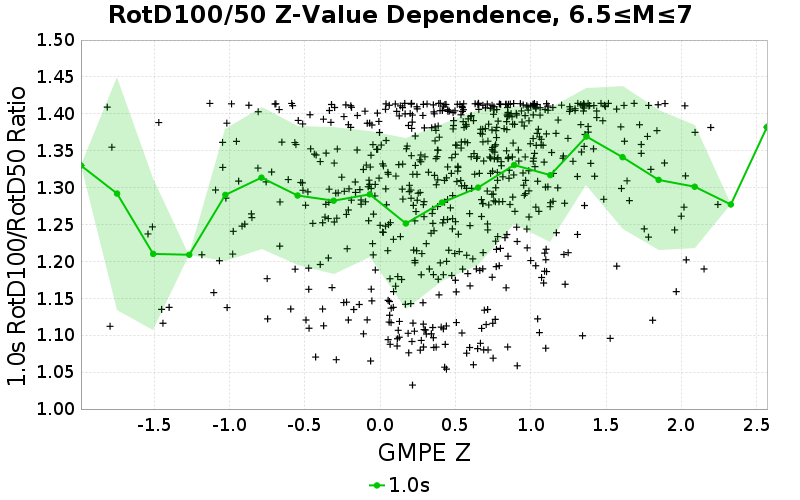 RotD100/50 Z-Value Dependence, 6.5≤M≤7
1.0s RotD100/RotD50 Ratio
1.50
1.45
1.40
1.35
1.30
1.25
1.20
1.15
1.10
1.05
1.00
-1.5 -1.0 -0.5 0.0 0.5 1.0 1.5 2.0 2.5
GMPE Z
1.0s